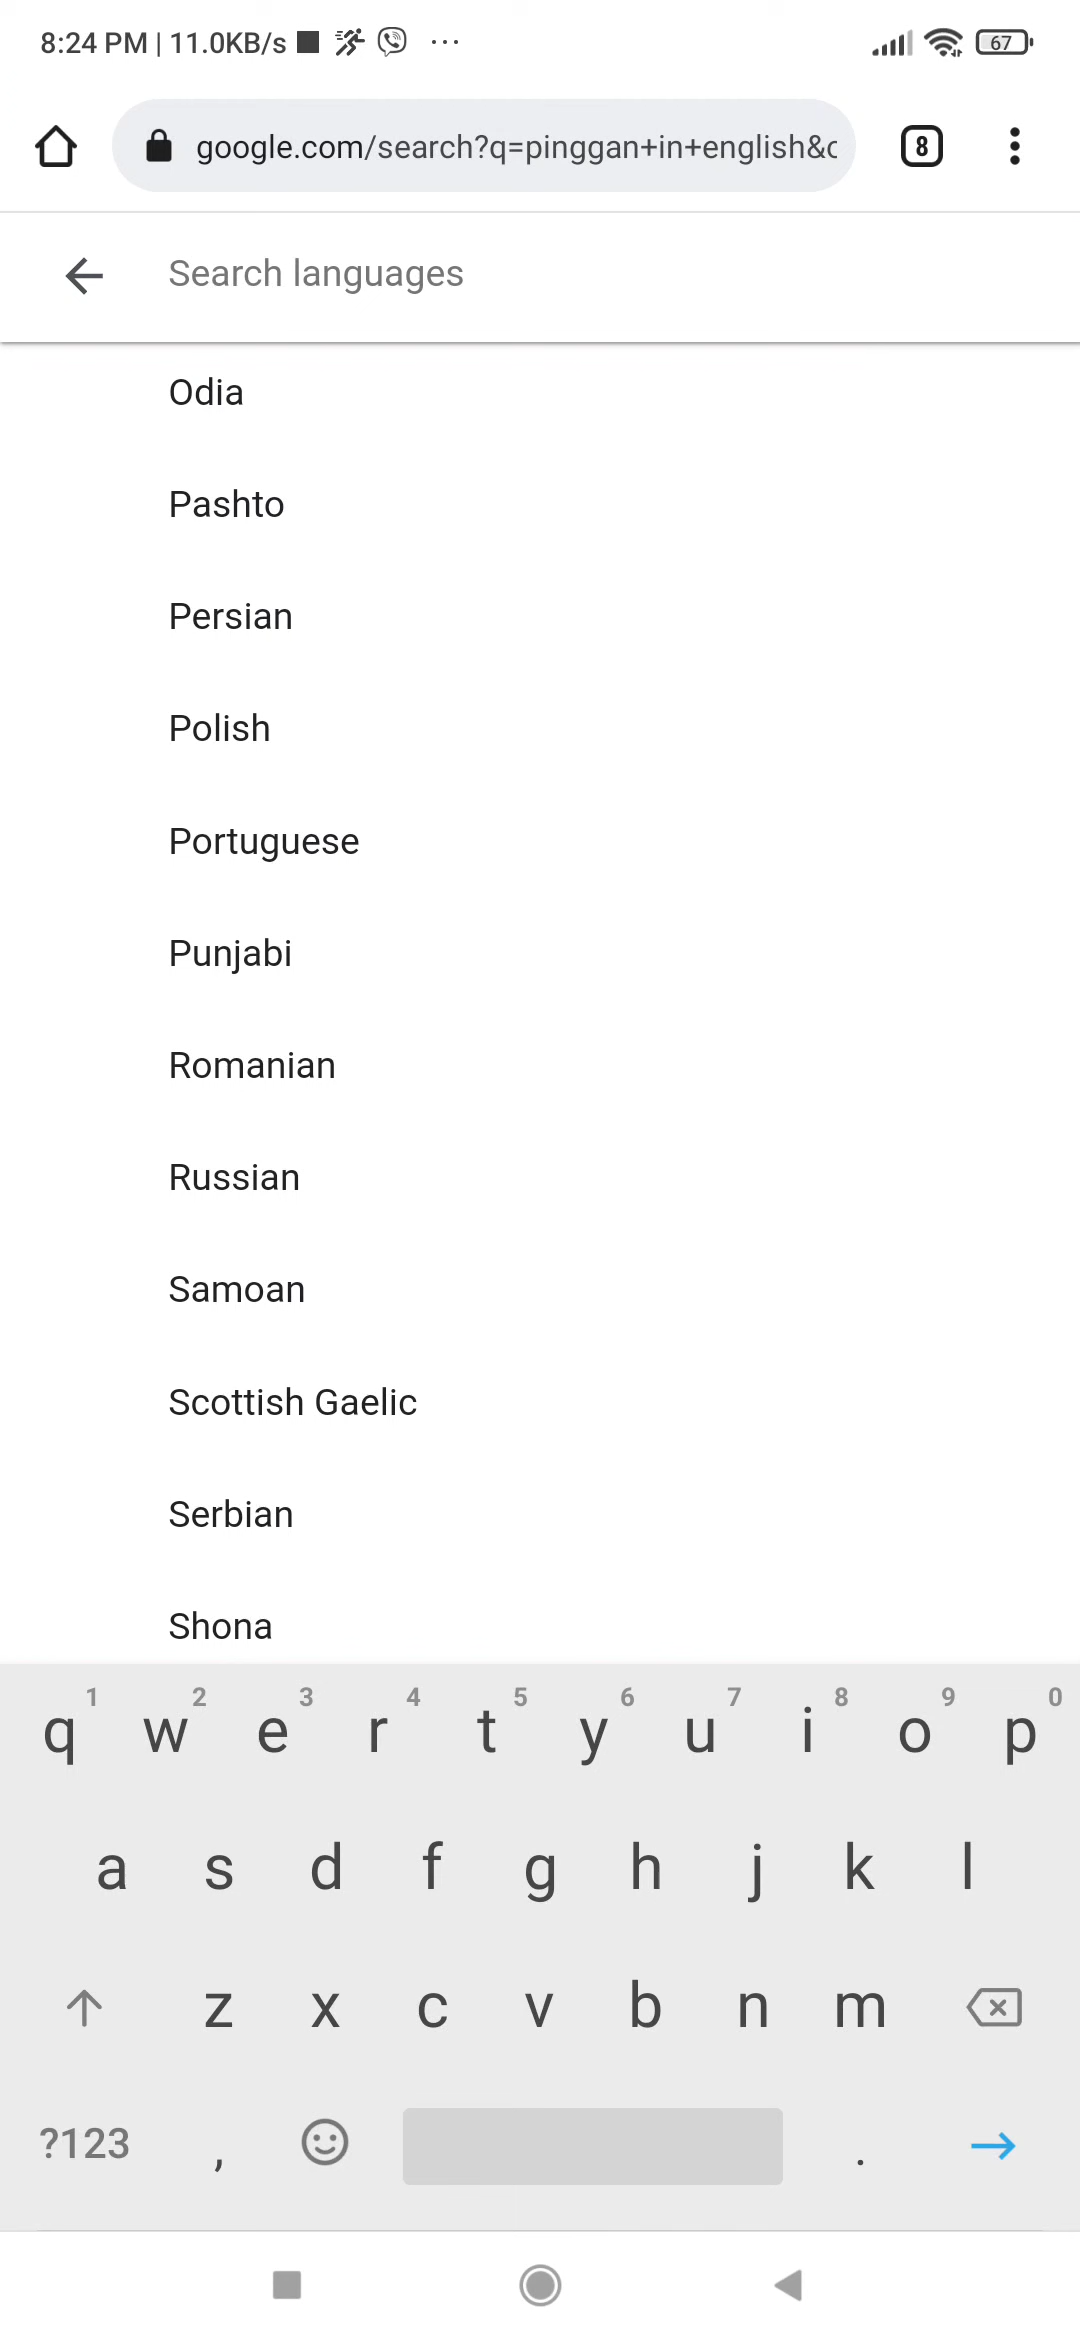 8:24 PM | 11.0KB/s ... 67
google.com/search?q=pinggan+in+english&c
8
Search languages
Odia
Pashto
Persian
Polish
Portuguese
Punjabi
Romanian
Russian
Samoan
Scottish Gaelic
Serbian
Shona
1 2 3 4 5 6 7 8 9 0
q w e r t y u i o p
a s d f g h j k l
z x c v b n m
?123 , .